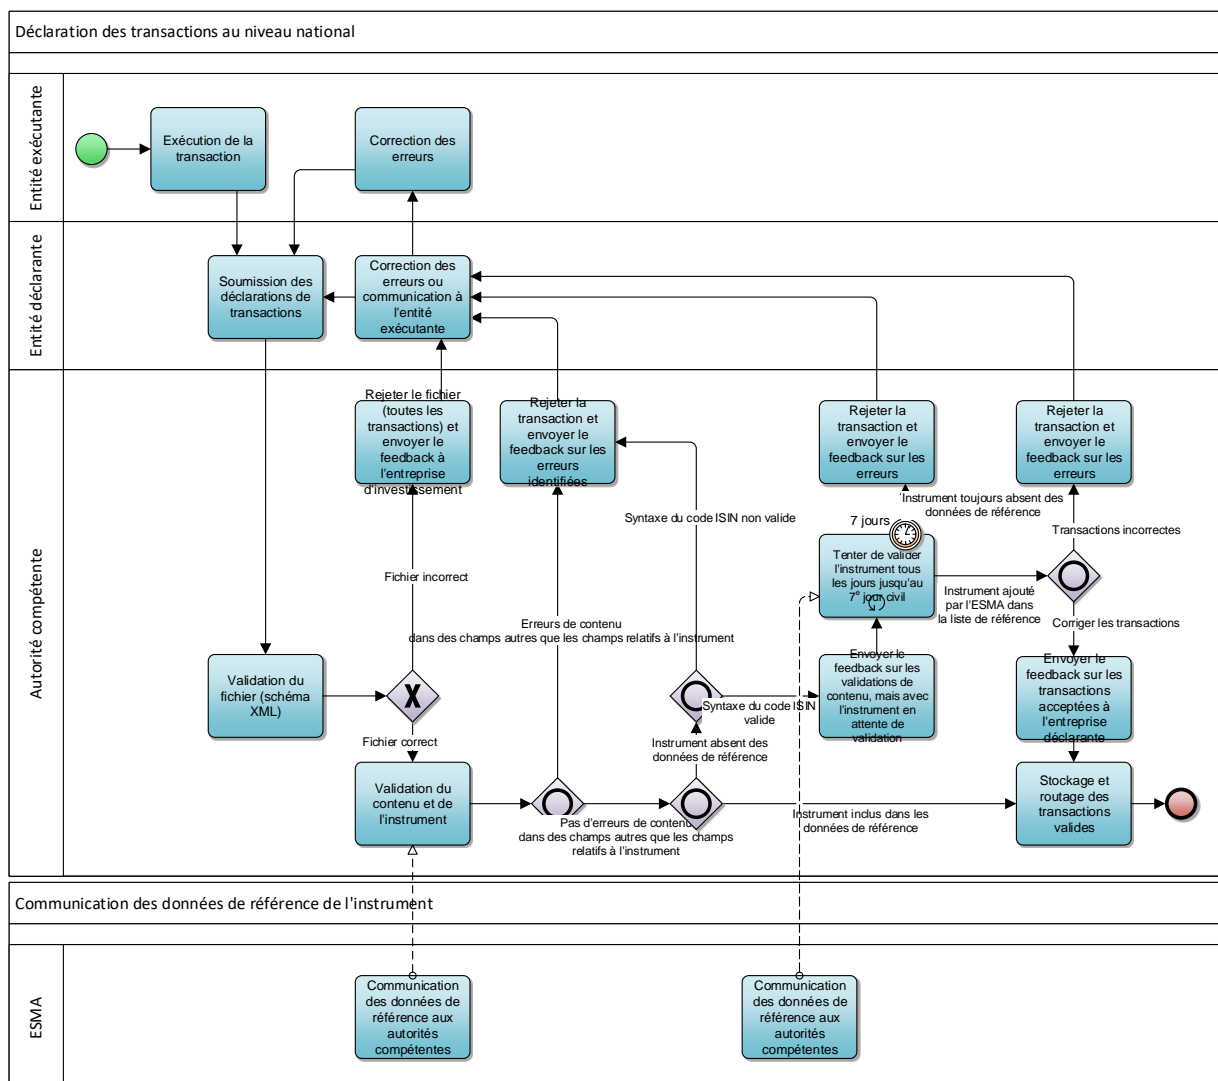 Déclaration des transactions au niveau national
Entité exécutante
Exécution de la
transaction
Correction des
erreurs
Entité déclarante
Soumission des
déclarations de
transactions
Correction des
erreurs ou
communication à
l'entité
exécutante
Autorité compétente
Rejeter le fichier
(toutes les
transactions) et
envoyer le
feedback à
l'entreprise
d'investissement
Rejeter la
transaction et
envoyer le
feedback sur les
erreurs
identifiées
Rejeter la
transaction et
envoyer le
feedback sur les
erreurs
Rejeter la
transaction et
envoyer le
feedback sur les
erreurs
Instrument toujours absent des
données de référence
Syntaxe du code ISIN non valide
7 jours
Transactions incorrectes
Tenter de valider
l'instrument tous
les jours jusqu'au
7e jour civil
Fichier incorrect
Instrument ajouté
par l'ESMA dans
la liste de référence
Erreurs de contenu
dans des champs autres que les champs relatifs à l'instrument
Corriger les transactions
Validation du
fichier (schéma
XML)
X
Envoyer le
feedback sur les
validations de
contenu, mais avec
l'instrument en
attente de
validation
Envoyer le
feedback sur les
transactions
acceptées à
l'entreprise
déclarante
Syntaxe du code ISIN
valide
Fichier correct
Instrument absent des
données de référence
Validation du
contenu et de
l'instrument
Pas d'erreurs de contenu
dans des champs autres que les champs
relatifs à l'instrument
Instrument inclus dans les
données de référence
Stockage et
routage des
transactions
valides
Communication des données de référence de l'instrument
ESMA
Communication
des données de
référence aux
autorités
compétentes
Communication
des données de
référence aux
autorités
compétentes